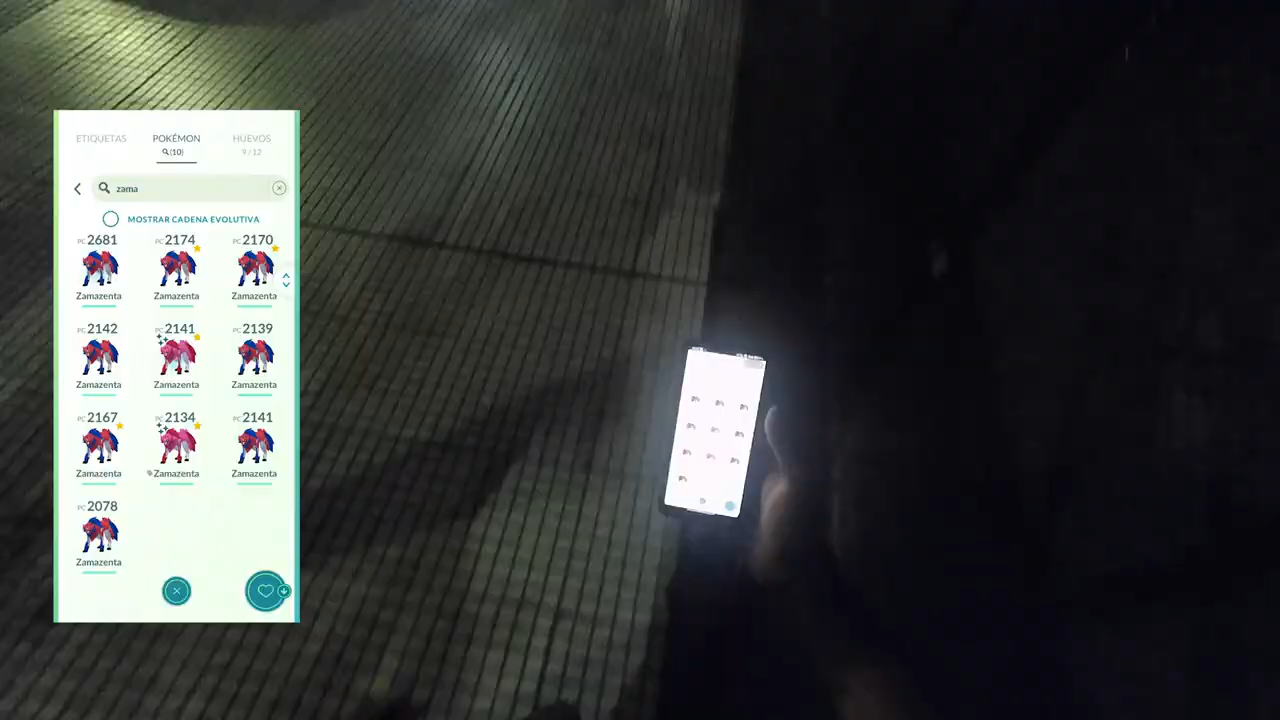 ETIQUETAS POKÉMON HUEVOS
(10) 9 / 12
zama
MOSTRAR CADENA EVOLUTIVA
PC 2681 PC 2174 PC 2170
Zamazenta Zamazenta Zamazenta
PC 2142 PC 2141 PC 2139
Zamazenta Zamazenta Zamazenta
PC 2167 PC 2134 PC 2141
Zamazenta Zamazenta Zamazenta
PC 2078
Zamazenta